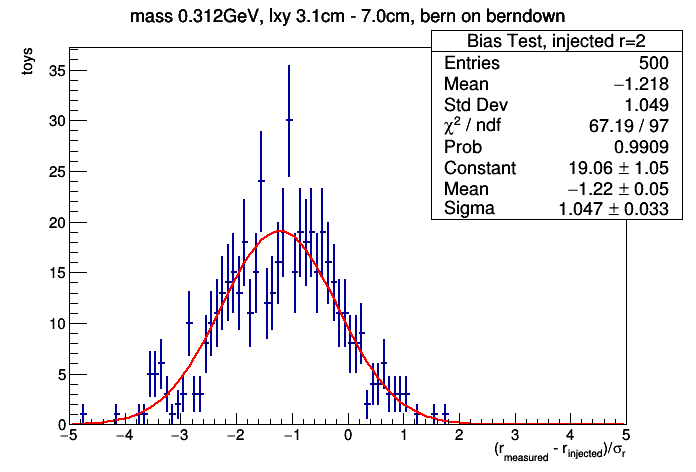 mass 0.312GeV, lxy 3.1cm - 7.0cm, bern on berndown
Bias Test, injected r=2
Entries 500
Mean −1.218
Std Dev 1.049
χ² / ndf 67.19 / 97
Prob 0.9909
Constant 19.06 ± 1.05
Mean −1.22 ± 0.05
Sigma 1.047 ± 0.033
toys
35
30
25
20
15
10
5
0
−5 −4 −3 −2 −1 0 1 2 3 4 5
(r_measured - r_injected)/σ_r